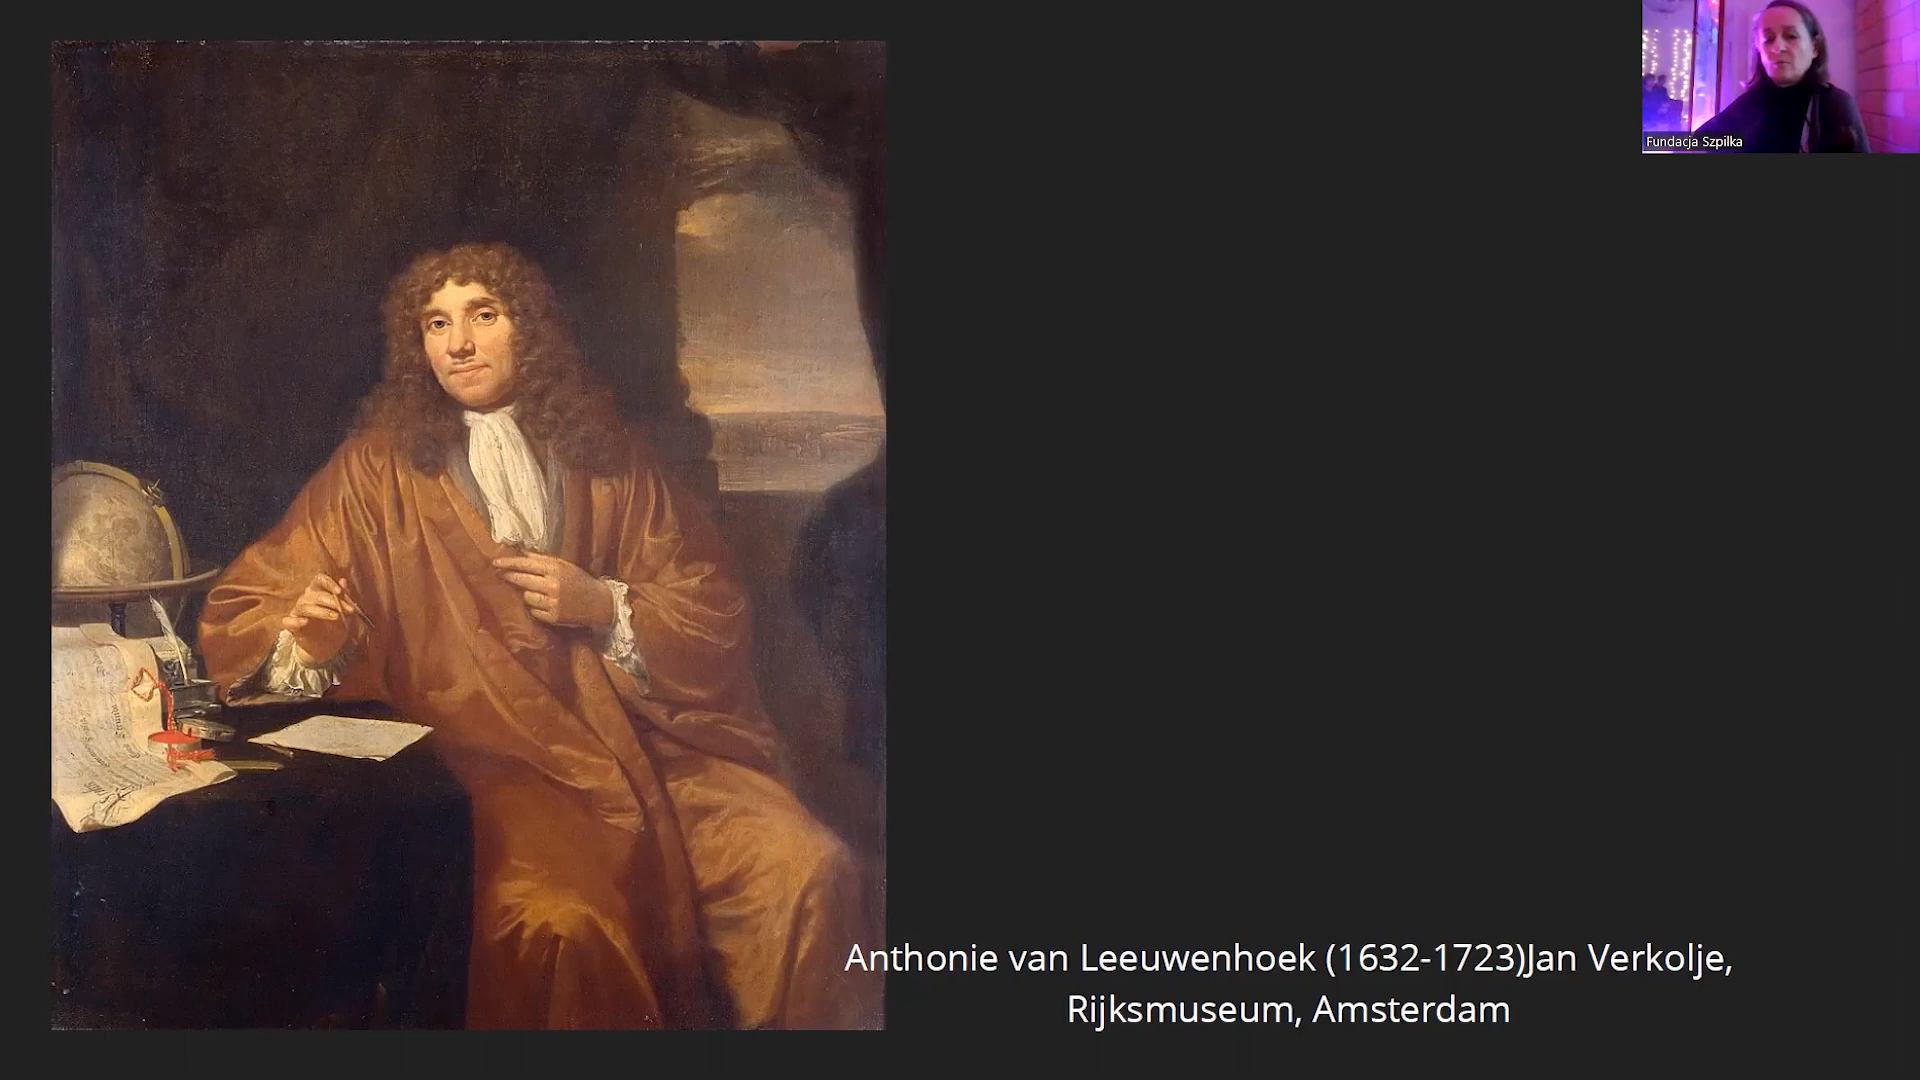 Fundacja Szpilka
Anthonie van Leeuwenhoek (1632-1723)Jan Verkolje,
Rijksmuseum, Amsterdam